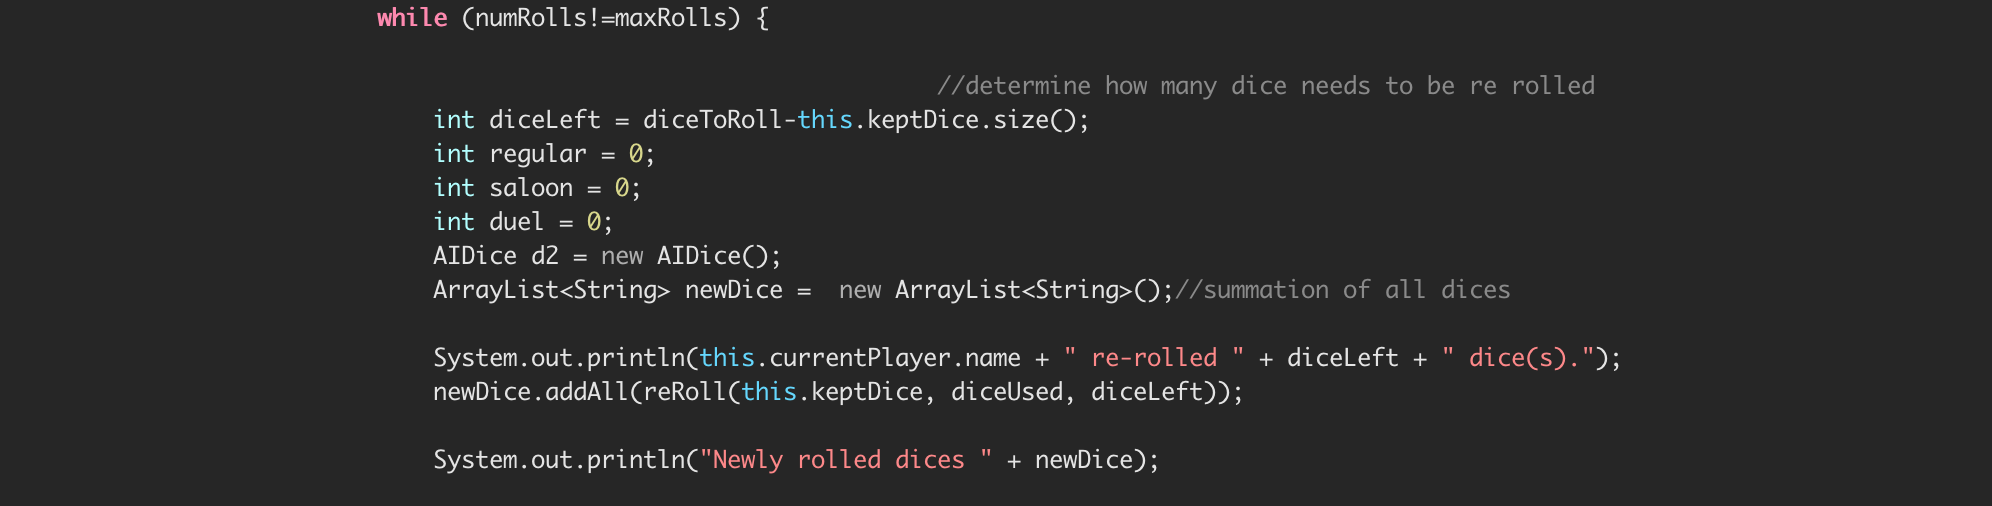 while (numRolls!=maxRolls) {
//determine how many dice needs to be re rolled
int diceLeft = diceToRoll-this.keptDice.size();
int regular = 0;
int saloon = 0;
int duel = 0;
AIDice d2 = new AIDice();
ArrayList<String> newDice =  new ArrayList<String>();//summation of all dices
System.out.println(this.currentPlayer.name + " re-rolled " + diceLeft + " dice(s).");
newDice.addAll(reRoll(this.keptDice, diceUsed, diceLeft));
System.out.println("Newly rolled dices " + newDice);